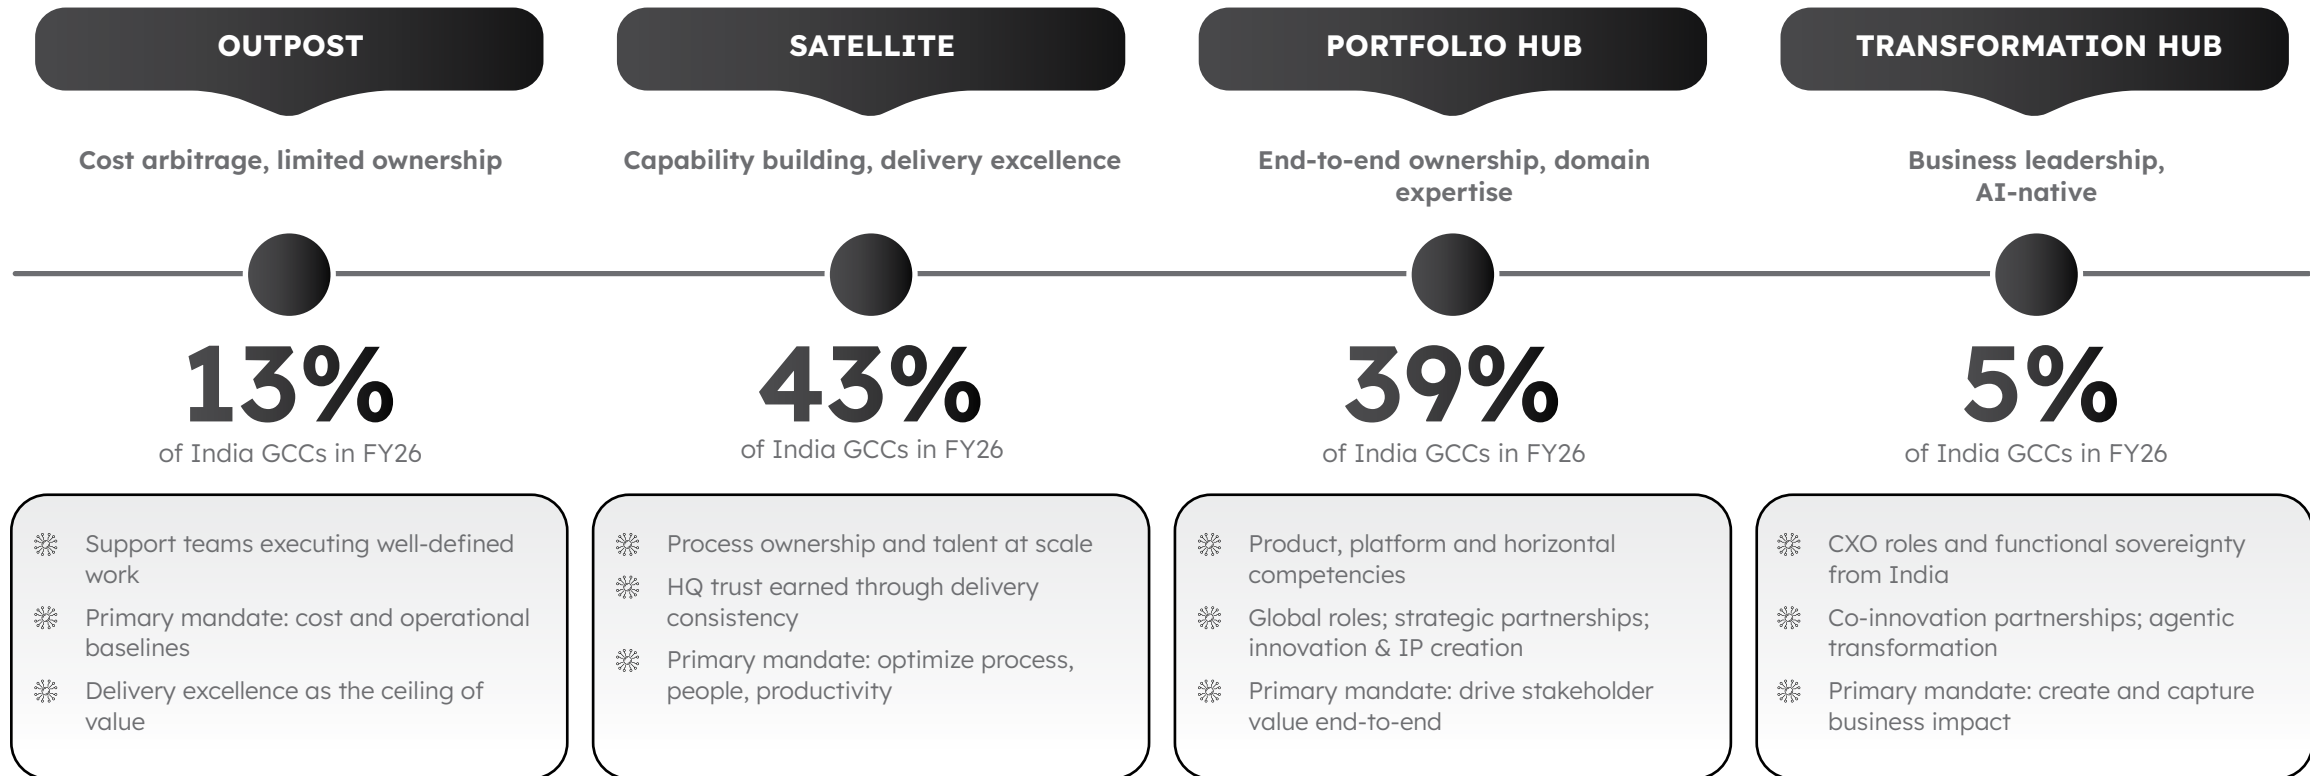 OUTPOST
Cost arbitrage, limited ownership
13%
of India GCCs in FY26
Support teams executing well-defined
work
Primary mandate: cost and operational
baselines
Delivery excellence as the ceiling of
value
SATELLITE
Capability building, delivery excellence
43%
of India GCCs in FY26
Process ownership and talent at scale
HQ trust earned through delivery
consistency
Primary mandate: optimize process,
people, productivity
PORTFOLIO HUB
End-to-end ownership, domain
expertise
39%
of India GCCs in FY26
Product, platform and horizontal
competencies
Global roles; strategic partnerships;
innovation & IP creation
Primary mandate: drive stakeholder
value end-to-end
TRANSFORMATION HUB
Business leadership,
AI-native
5%
of India GCCs in FY26
CXO roles and functional sovereignty
from India
Co-innovation partnerships; agentic
transformation
Primary mandate: create and capture
business impact